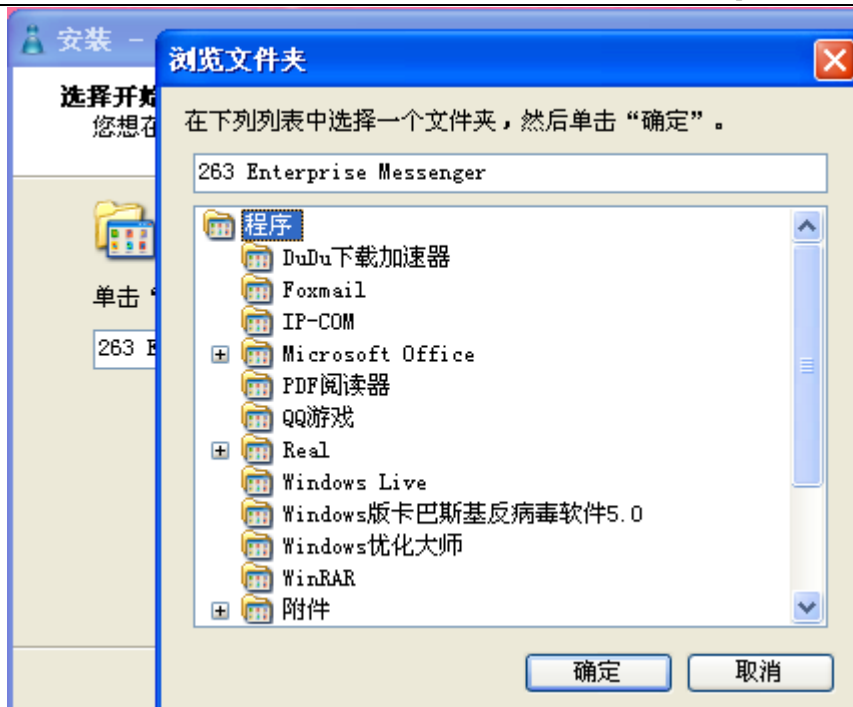 安装 -
浏览文件夹
选择开始
您想在
在下列列表中选择一个文件夹，然后单击“确定”。
263 Enterprise Messenger
程序
DuDu下载加速器
Foxmail
单击“
IP-COM
263 E
Microsoft Office
PDF阅读器
QQ游戏
Real
Windows Live
Windows版卡巴斯基反病毒软件5.0
Windows优化大师
WinRAR
附件
确定
取消